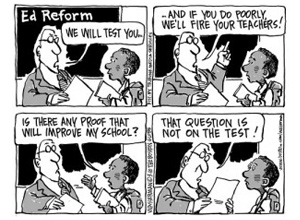 Ed Reform
WE WILL TEST YOU...
...AND IF YOU DO POORLY,
WE'LL FIRE YOUR TEACHERS!
IS THERE ANY PROOF THAT
WILL IMPROVE MY SCHOOL?
THAT QUESTION IS
NOT ON THE TEST!